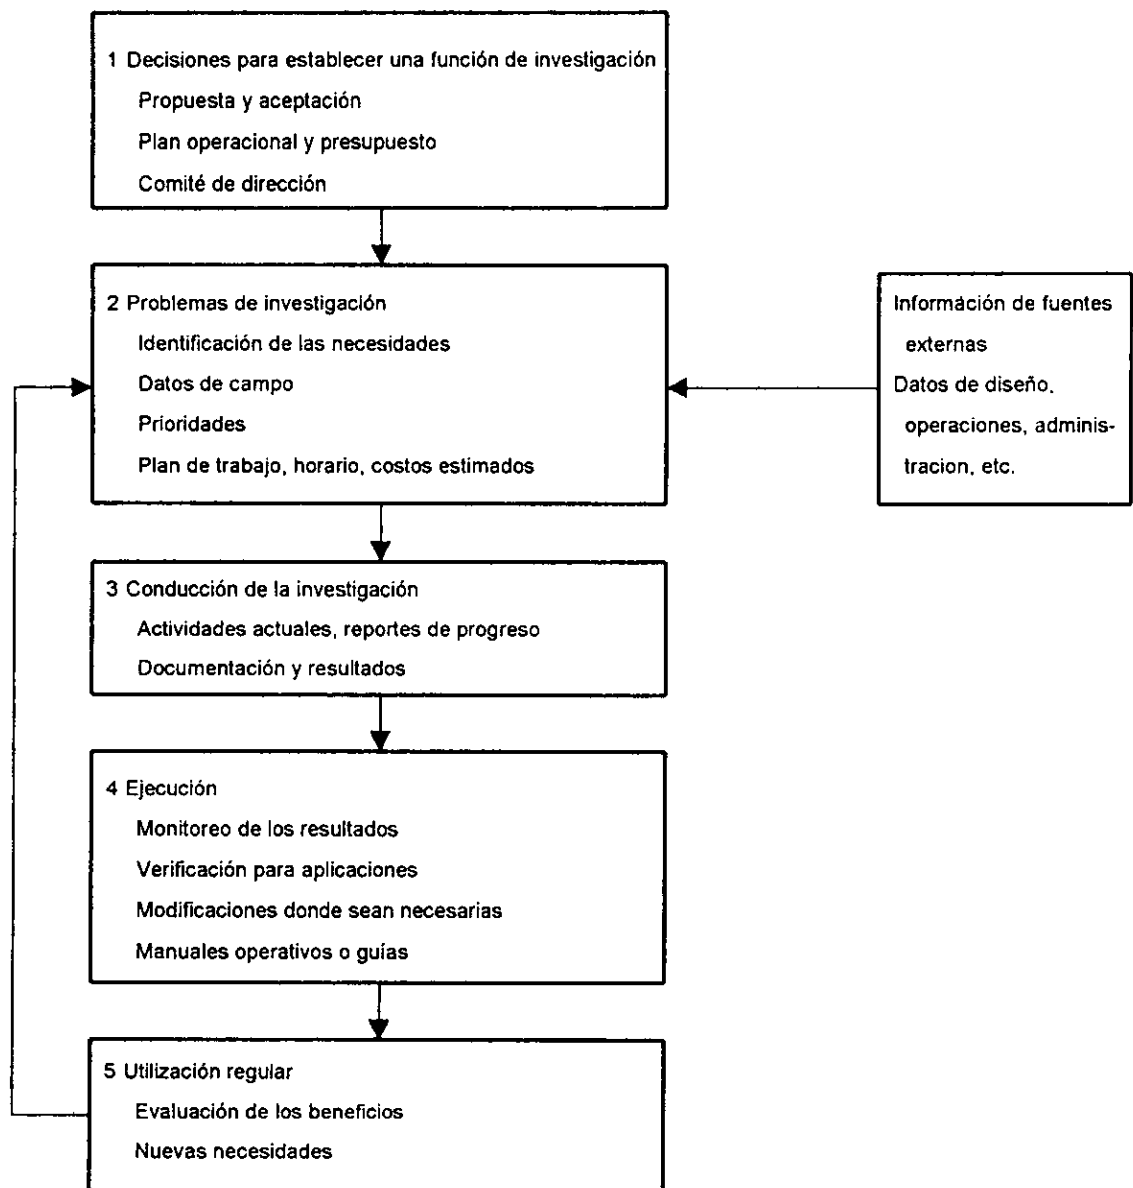 1 Decisiones para establecer una función de investigación
Propuesta y aceptación
Plan operacional y presupuesto
Comité de dirección
2 Problemas de investigación
Identificación de las necesidades
Datos de campo
Prioridades
Plan de trabajo, horario, costos estimados
Información de fuentes
externas
Datos de diseño,
operaciones, adminis-
tracion, etc.
3 Conducción de la investigación
Actividades actuales, reportes de progreso
Documentación y resultados
4 Ejecución
Monitoreo de los resultados
Verificación para aplicaciones
Modificaciones donde sean necesarias
Manuales operativos o guías
5 Utilización regular
Evaluación de los beneficios
Nuevas necesidades